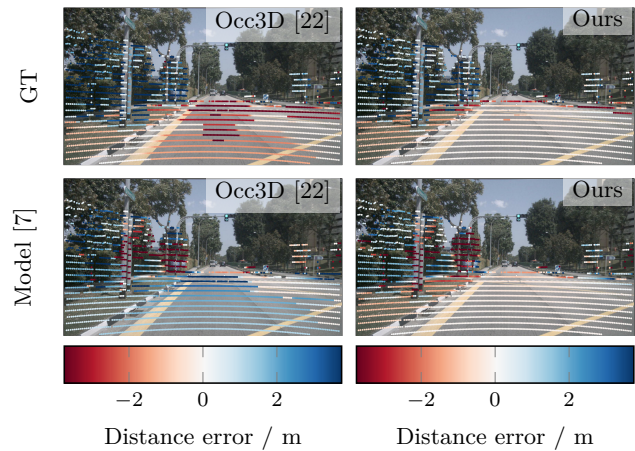 Occ3D [22]
Ours
GT
Occ3D [22]
Ours
Model [7]
−2 0 2
−2 0 2
Distance error / m
Distance error / m